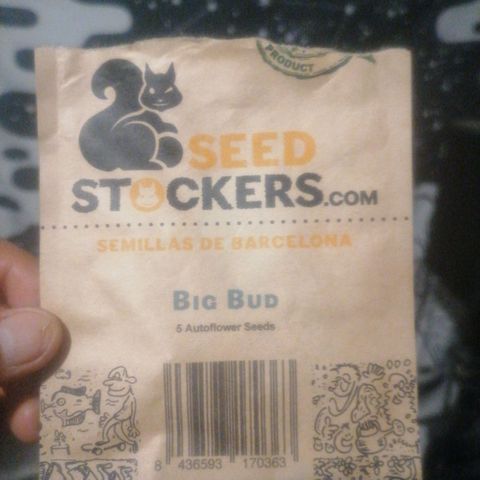 PRODUCT
SEED
STOCKERS.COM
SEMILLAS DE BARCELONA
BIG BUD
5 Autoflower Seeds
8 436593 170363